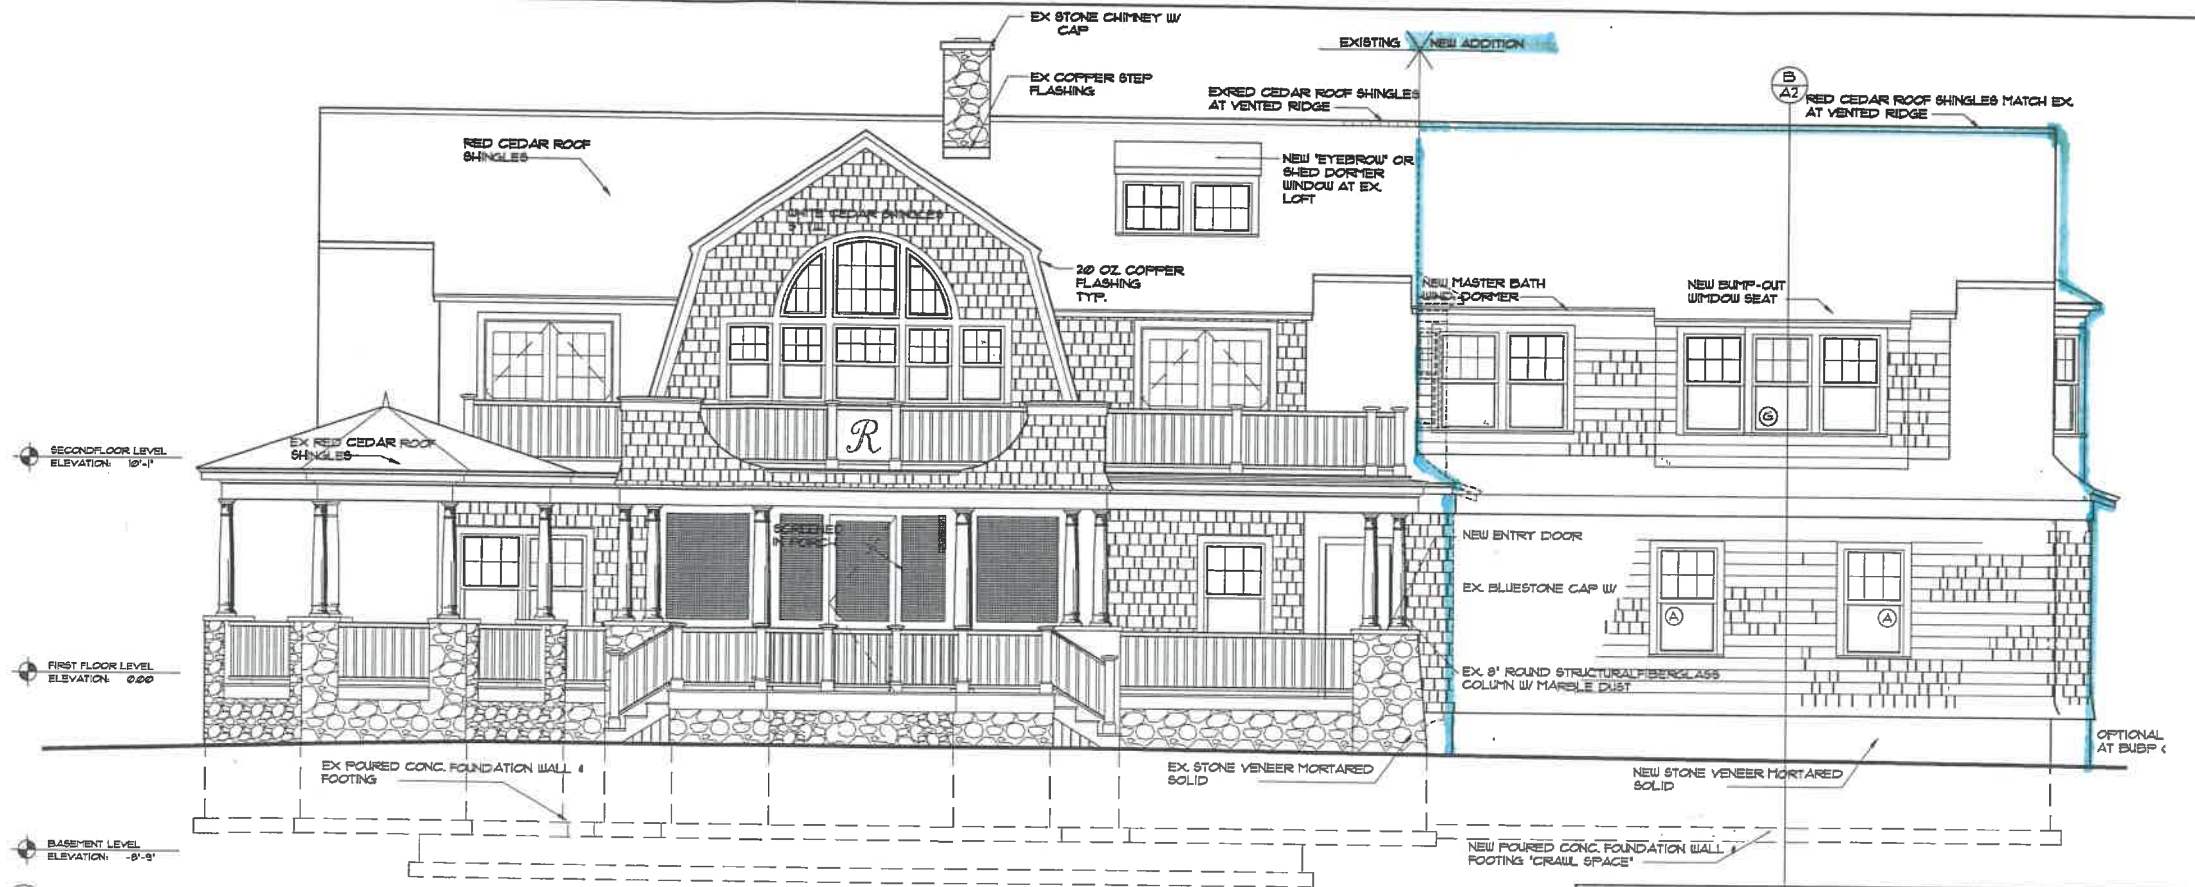 EX STONE CHIMNEY W/
CAP
EXISTING
NEW ADDITION
EX COPPER STEP
FLASHING
EXRED CEDAR ROOF SHINGLES
AT VENTED RIDGE
B
A2
RED CEDAR ROOF SHINGLES MATCH EX.
AT VENTED RIDGE
RED CEDAR ROOF
SHINGLES
NEW "EYEBROW" OR
SHED DORMER
WINDOW AT EX.
LOFT
WHITE CEDAR SHINGLES
20 OZ. COPPER
FLASHING
TYP.
NEW MASTER BATH
DORMER
NEW BUMP-OUT
WIMDOW SEAT
G
R
EX RED CEDAR ROOF
SHINGLES
SECONDFLOOR LEVEL
ELEVATION: 10'-1"
SCREENED
IN PORCH
NEW ENTRY DOOR
EX. BLUESTONE CAP W/
A
A
FIRST FLOOR LEVEL
ELEVATION: 0.00
EX. 8" ROUND STRUCTURALFIBERGLASS
COLUMN W/ MARBLE DUST
OPTIONAL
AT
EX POURED CONC. FOUNDATION WALL &
FOOTING
EX. STONE VENEER MORTARED
SOLID
NEW STONE VENEER MORTARED
SOLID
BASEMENT LEVEL
ELEVATION: -8'-9"
NEW POURED CONC. FOUNDATION WALL &
FOOTING "CRAWL SPACE"